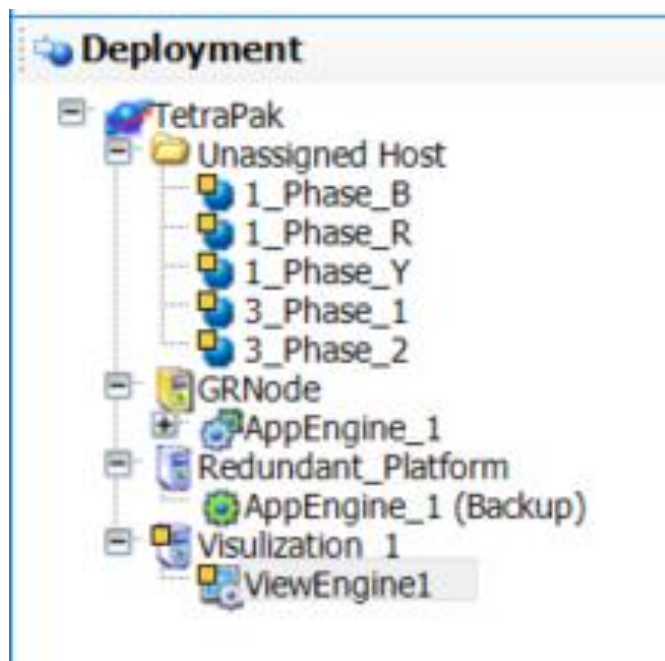 Deployment
TetraPak
Unassigned Host
1_Phase_B
1_Phase_R
1_Phase_Y
3_Phase_1
3_Phase_2
GRNode
AppEngine_1
Redundant_Platform
AppEngine_1 (Backup)
Visulization_1
ViewEngine1